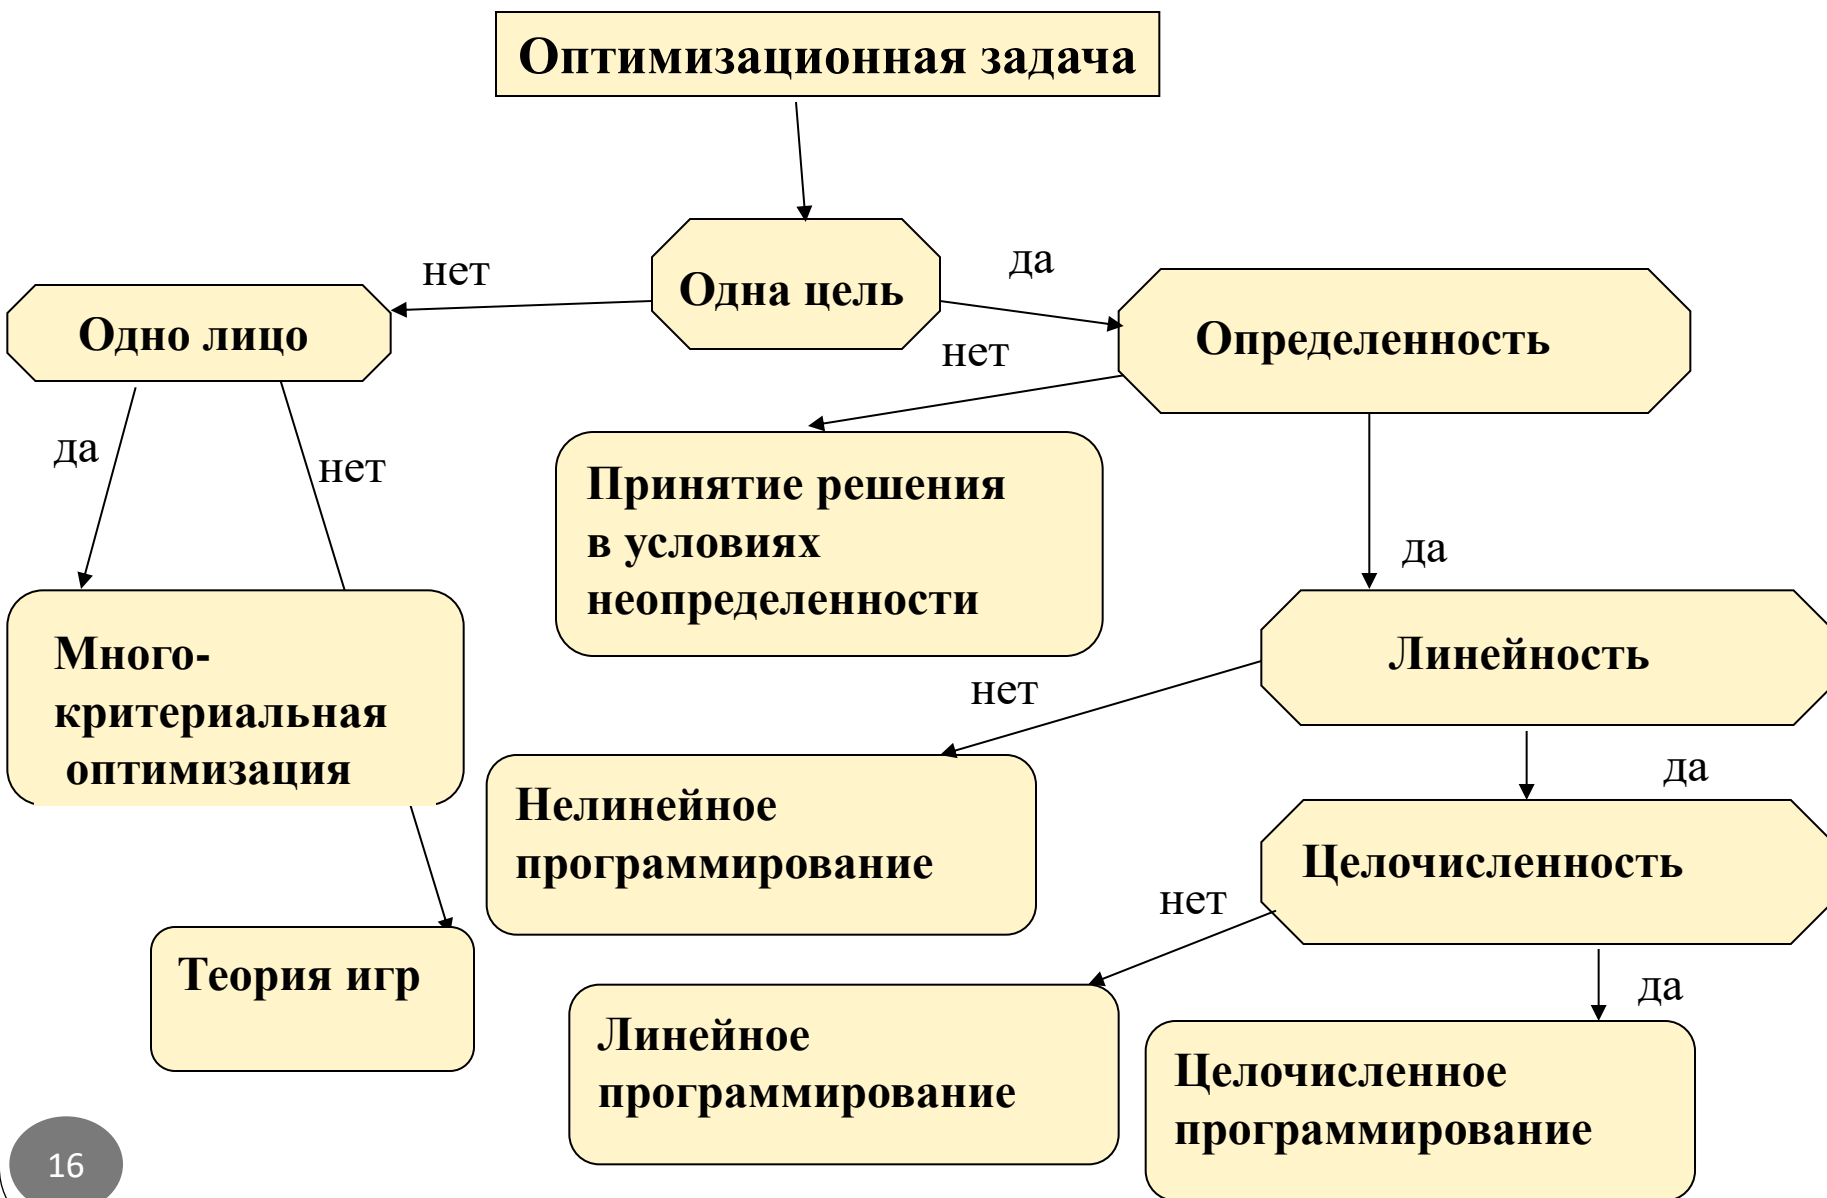 Оптимизационная задача
нет
Одна цель
да
Одно лицо
Определенность
нет
да
нет
Принятие решения
в условиях
неопределенности
да
Много-
критериальная
оптимизация
Линейность
нет
Нелинейное
программирование
да
Целочисленность
нет
Теория игр
Линейное
программирование
да
Целочисленное
программирование
16